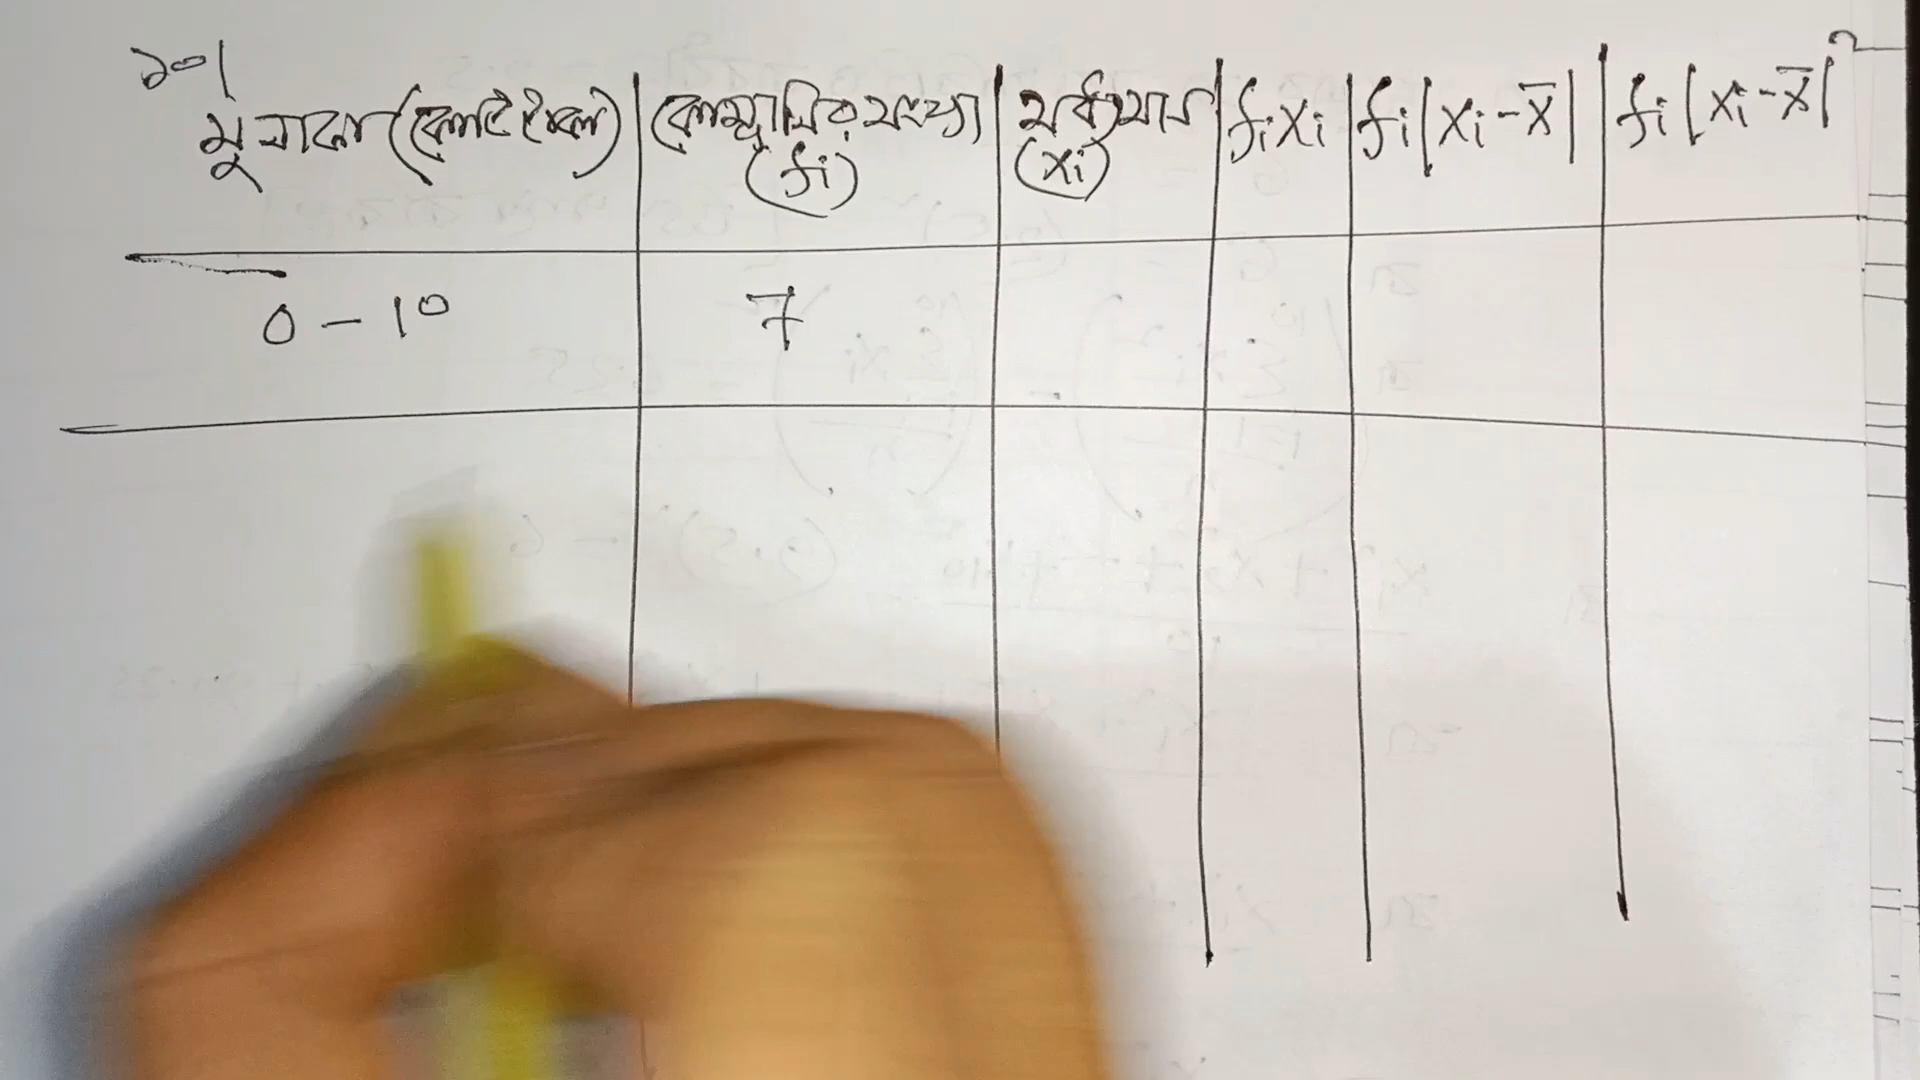 ১০।
মুনাফা (কোটি টাকা) কোম্পানির সংখ্যা (fi) মধ্যমান (xi) fixi fi|xi-x̄| fi|xi-x̄|²
0 – 10 7